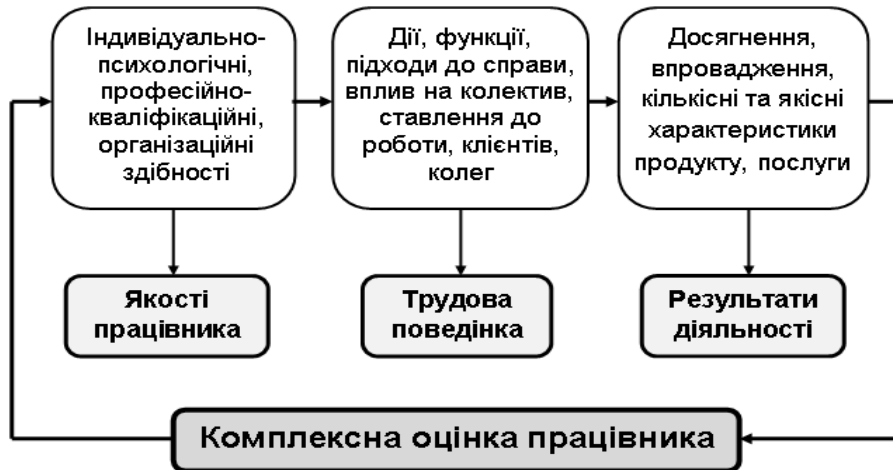 Індивідуально-
психологічні,
професійно-
кваліфікаційні,
організаційні
здібності
Дії, функції,
підходи до справи,
вплив на колектив,
ставлення до
роботи, клієнтів,
колег
Досягнення,
впровадження,
кількісні та якісні
характеристики
продукту, послуги
Якості
працівника
Трудова
поведінка
Результати
діяльності
Комплексна оцінка працівника